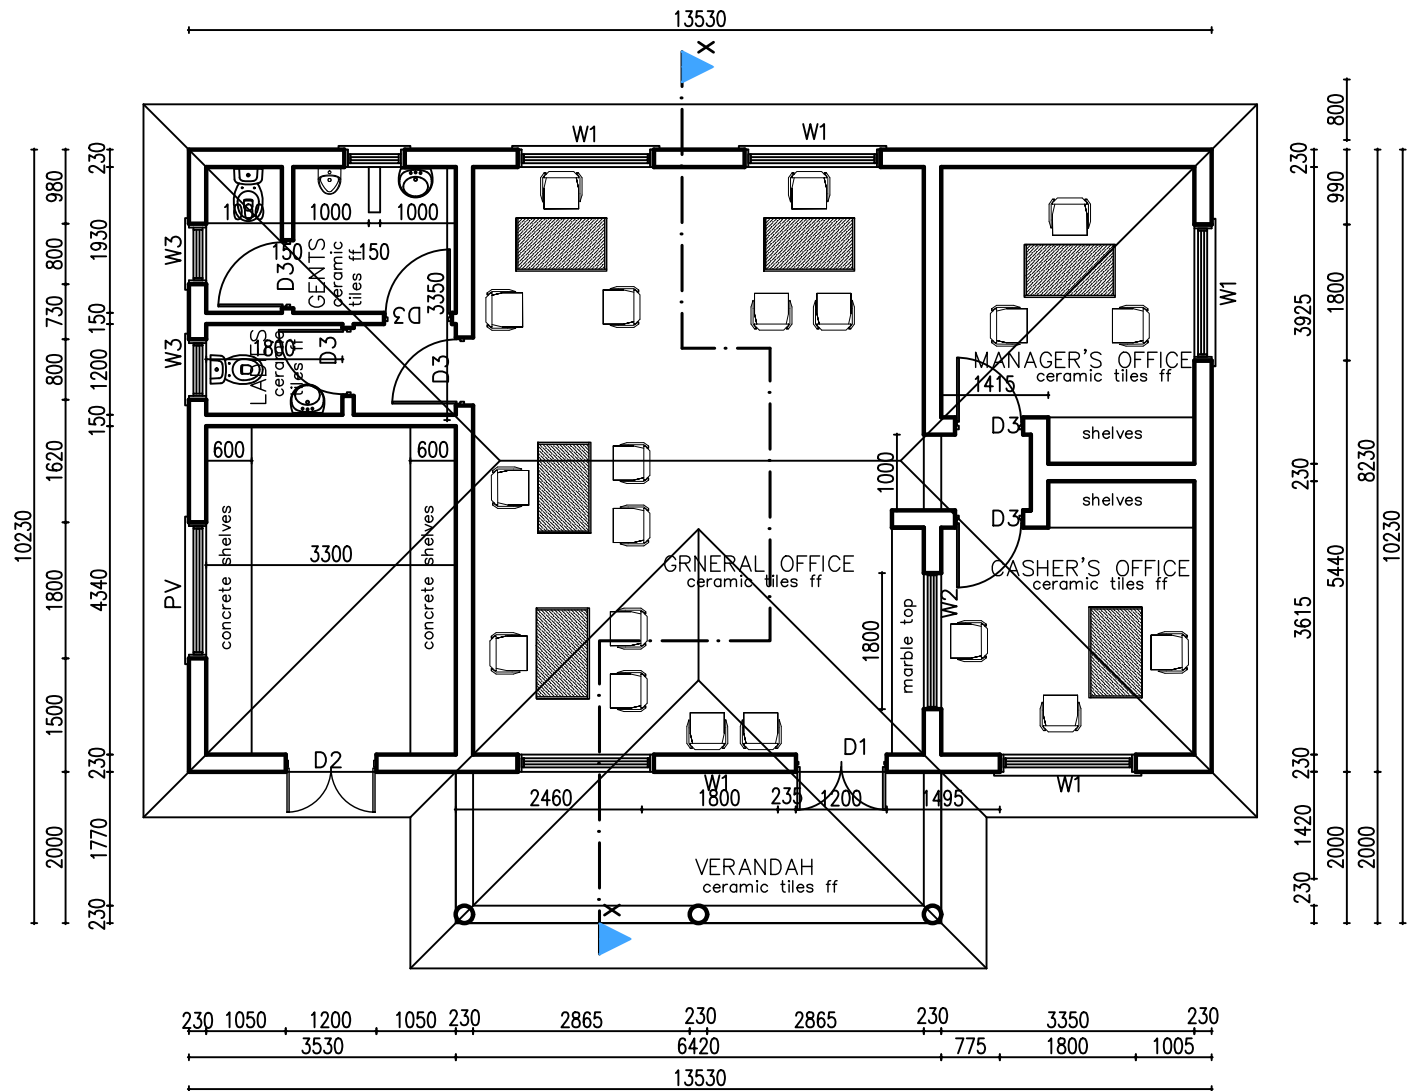 13530
X
W1
W1
800
230
980
1930
800
730
150
800
1200
150
1620
10230
1800
4340
1500
230
2000
1770
230
W3
W3
PV
1000
1000
1000
150
150
D3
GENTS
ceramic
tiles ff
3350
D3
D3
LADIES
ceramic
tiles ff
1800
D3
600
600
concrete shelves
3300
concrete shelves
D2
GRNERAL OFFICE
ceramic tiles ff
1000
1800
marble top
W2
MANAGER'S OFFICE
ceramic tiles ff
1415
D3
shelves
shelves
D3
CASHER'S OFFICE
ceramic tiles ff
W1
W1
W1
D1
2460
1800
235
1200
1495
VERANDAH
ceramic tiles ff
X
230
990
3925
1800
230
8230
10230
5440
3615
230
1420
2000
2000
230
230
1050
1200
1050
230
2865
230
2865
230
3350
230
3530
6420
775
1800
1005
13530